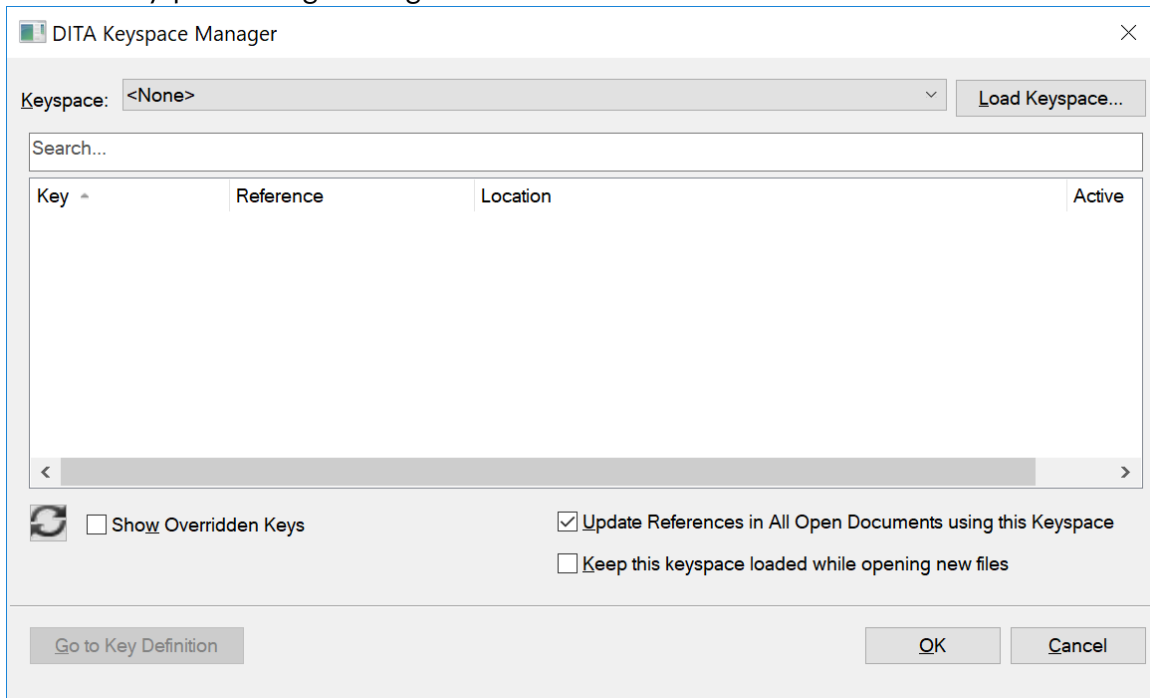 DITA Keyspace Manager
Keyspace: <None> Load Keyspace...
Search...
Key Reference Location Active
Show Overridden Keys
Update References in All Open Documents using this Keyspace
Keep this keyspace loaded while opening new files
Go to Key Definition OK Cancel